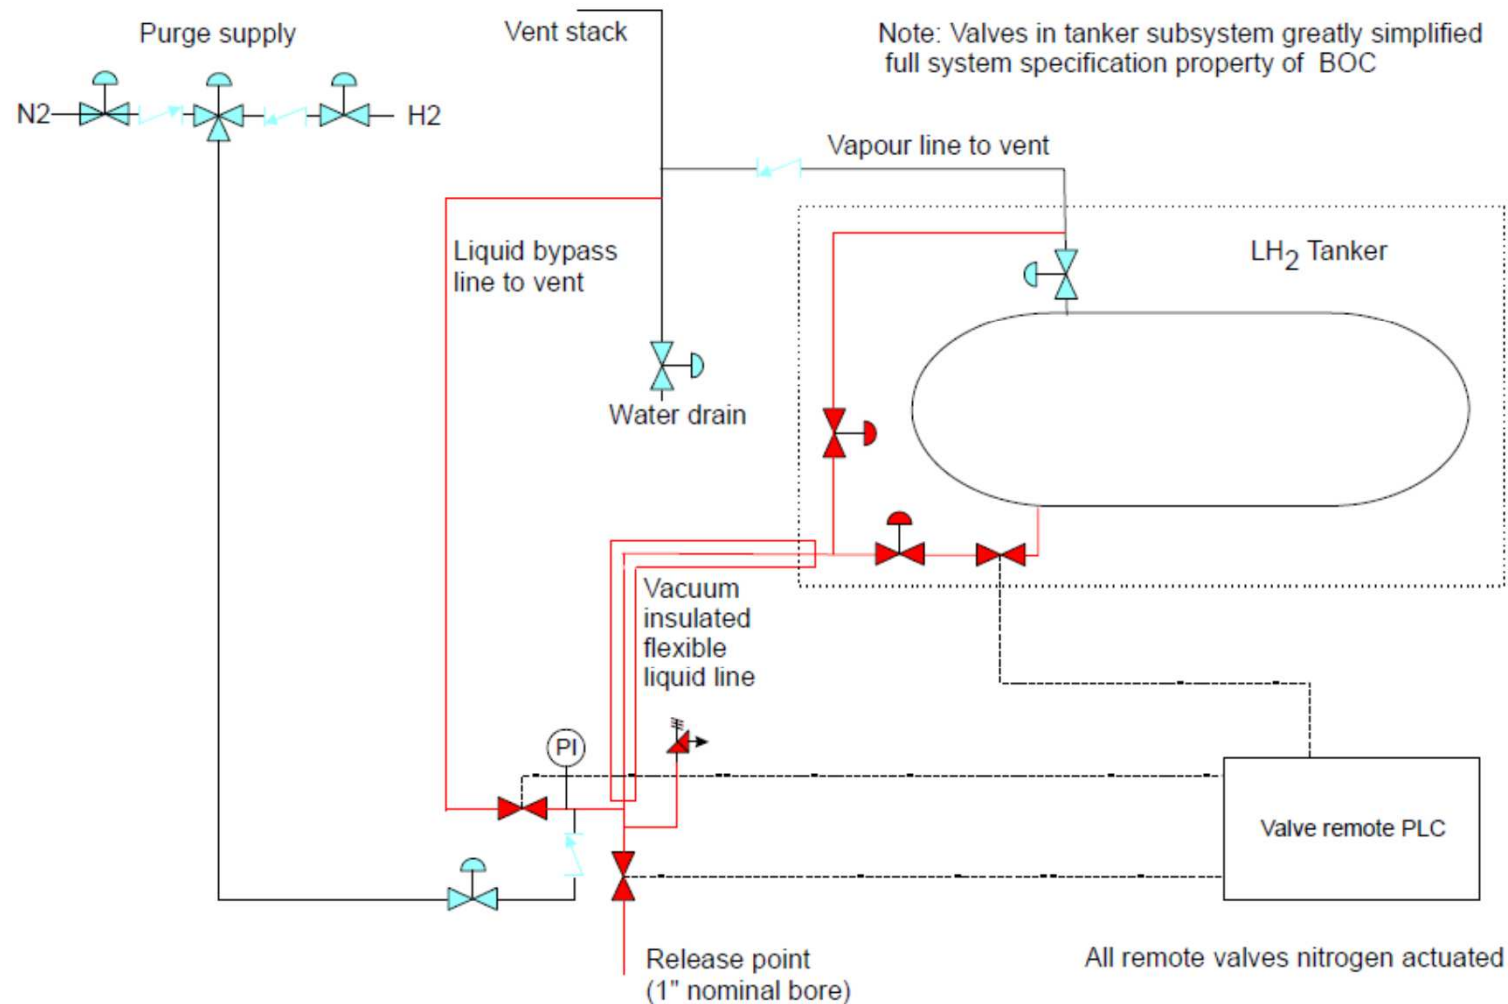 Purge supply
Vent stack
Note: Valves in tanker subsystem greatly simplified
full system specification property of BOC
N2
H2
Vapour line to vent
Liquid bypass
line to vent
LH2 Tanker
Water drain
Vacuum
insulated
flexible
liquid line
PI
Valve remote PLC
Release point
(1" nominal bore)
All remote valves nitrogen actuated